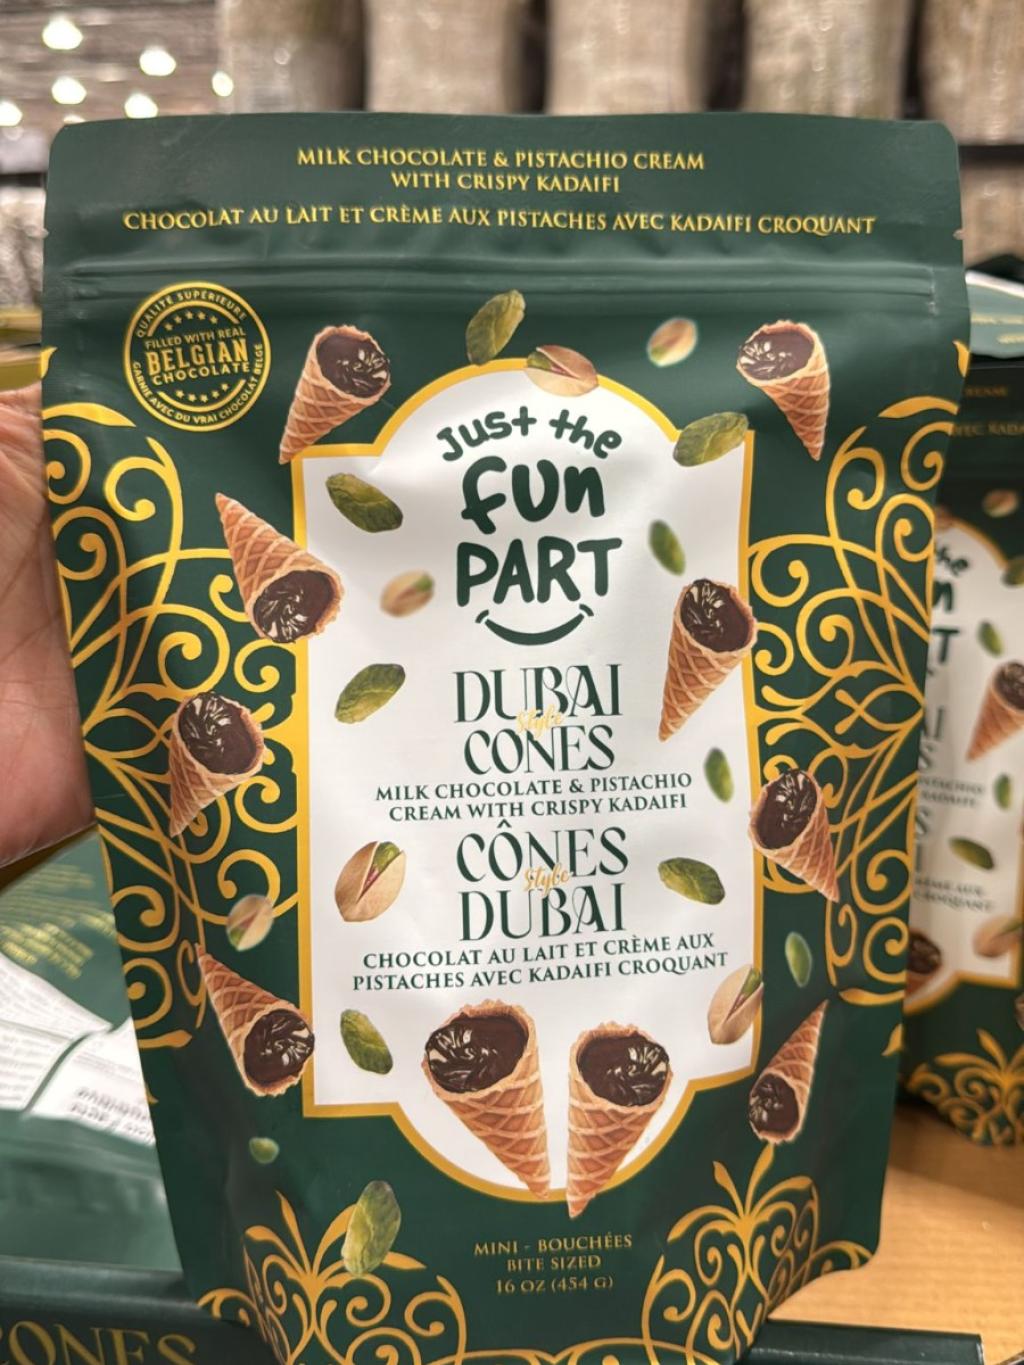 MILK CHOCOLATE & PISTACHIO CREAM
WITH CRISPY KADAIFI
CHOCOLAT AU LAIT ET CRÈME AUX PISTACHES AVEC KADAIFI CROQUANT
QUALITÉ SUPÉRIEURE
FILLED WITH REAL
BELGIAN
CHOCOLATE
GARNIE AVEC DU VRAI CHOCOLAT BELGE
Just the
fun
PART
DUBAI
style
CONES
MILK CHOCOLATE & PISTACHIO
CREAM WITH CRISPY KADAIFI
CÔNES
style
DUBAI
CHOCOLAT AU LAIT ET CRÈME AUX
PISTACHES AVEC KADAIFI CROQUANT
MINI - BOUCHÉES
BITE SIZED
16 OZ (454 G)
CONES